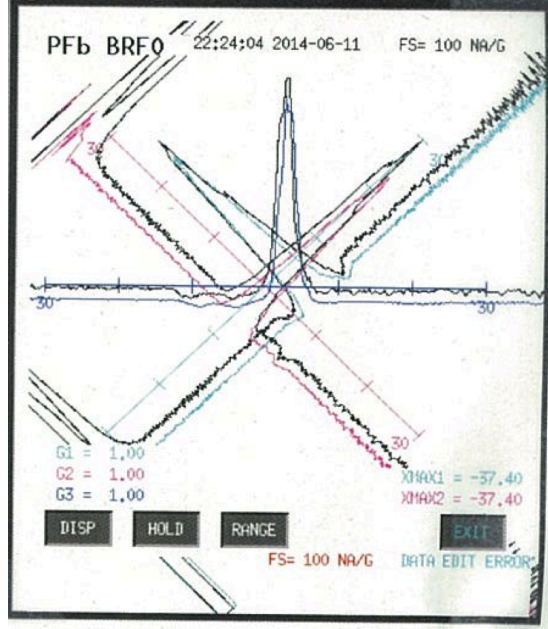 PFb BRFQ 22:24:04 2014-06-11 FS= 100 NA/G
30 30
30 30
30
G1 = 1.00
G2 = 1.00
G3 = 1.00
XMAX1 = -37.40
XMAX2 = -37.40
DISP HOLD RANGE EXIT
FS= 100 NA/G DATA EDIT ERROR